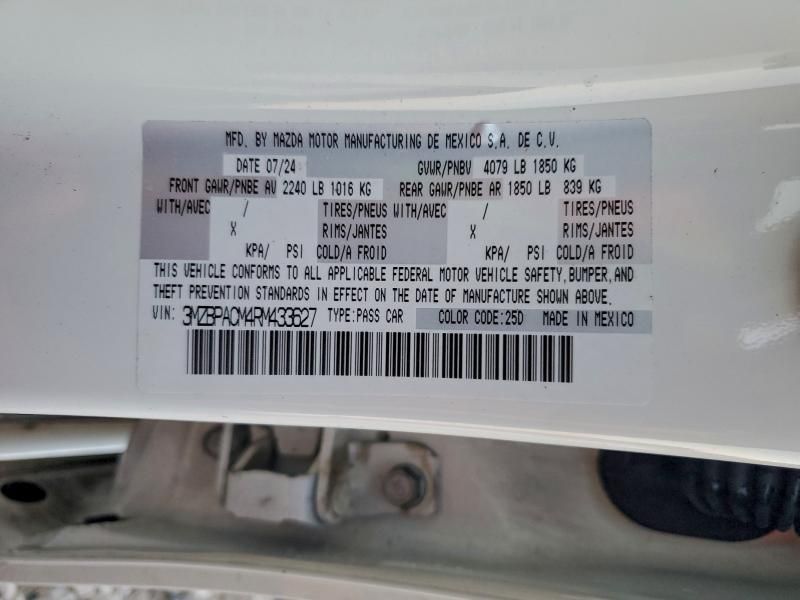 MFD. BY MAZDA MOTOR MANUFACTURING DE MEXICO S.A. DE C.V.
DATE 07/24 GVWR/PNBV 4079 LB 1850 KG
FRONT GAWR/PNBE AV 2240 LB 1016 KG REAR GAWR/PNBE AR 1850 LB 839 KG
WITH/AVEC / TIRES/PNEUS WITH/AVEC / TIRES/PNEUS
X RIMS/JANTES X RIMS/JANTES
KPA/ PSI COLD/A FROID KPA/ PSI COLD/A FROID
THIS VEHICLE CONFORMS TO ALL APPLICABLE FEDERAL MOTOR VEHICLE SAFETY, BUMPER, AND
THEFT PREVENTION STANDARDS IN EFFECT ON THE DATE OF MANUFACTURE SHOWN ABOVE.
VIN: 3MZBPACM4RM433627 TYPE: PASS CAR COLOR CODE: 25D MADE IN MEXICO